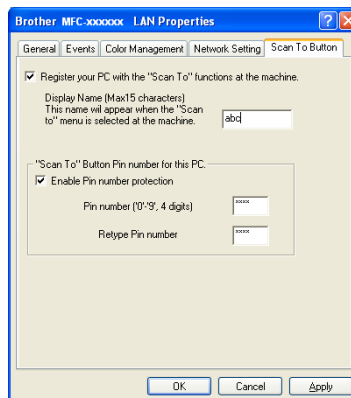 Brother MFC-xxxxxx LAN Properties
General Events Color Management Network Setting Scan To Button
Register your PC with the "Scan To" functions at the machine.
Display Name (Max15 characters)
This name will appear when the "Scan
to" menu is selected at the machine.
abc
"Scan To" Button Pin number for this PC.
Enable Pin number protection
Pin number ('0'-'9', 4 digits)
xxxx
Retype Pin number
xxxx
OK Cancel Apply